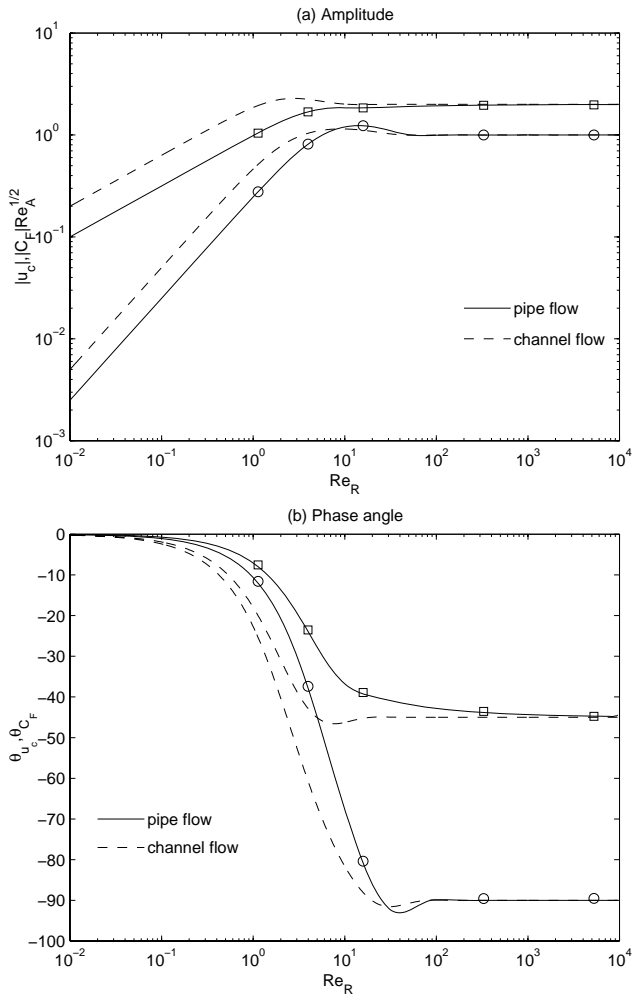 (a) Amplitude
10^1
10^0
10^-1
10^-2
10^-3
|u_c|,|C_F|Re_A^1/2
pipe flow
channel flow
10^-2 10^-1 10^0 10^1 10^2 10^3 10^4
Re_R
(b) Phase angle
0
-10
-20
-30
-40
-50
-60
-70
-80
-90
-100
θ_u_c,θ_C_F
pipe flow
channel flow
10^-2 10^-1 10^0 10^1 10^2 10^3 10^4
Re_R